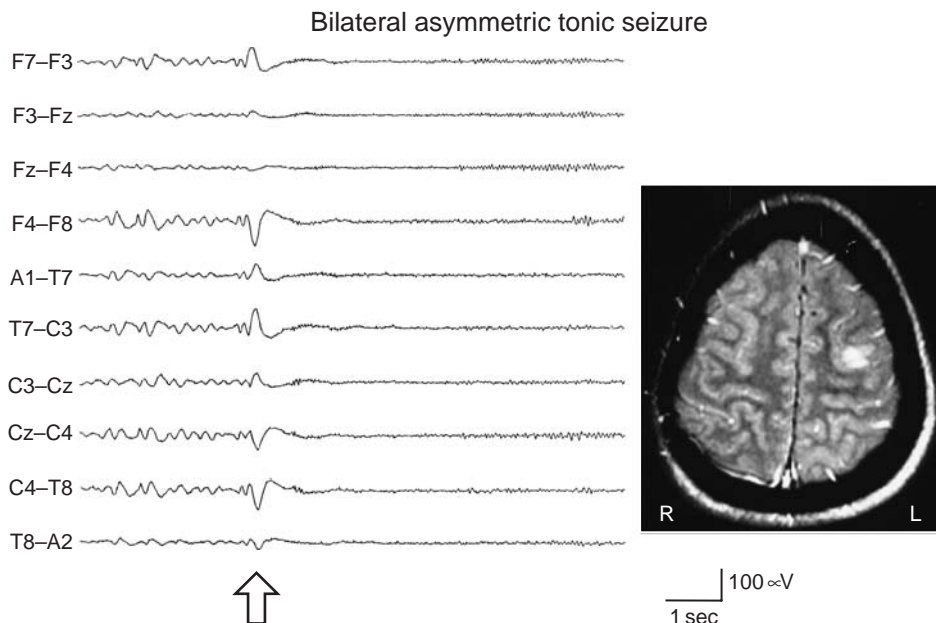 Bilateral asymmetric tonic seizure
F7–F3
F3–Fz
Fz–F4
F4–F8
A1–T7
T7–C3
C3–Cz
Cz–C4
C4–T8
T8–A2
R L
100 ∝V
1 sec